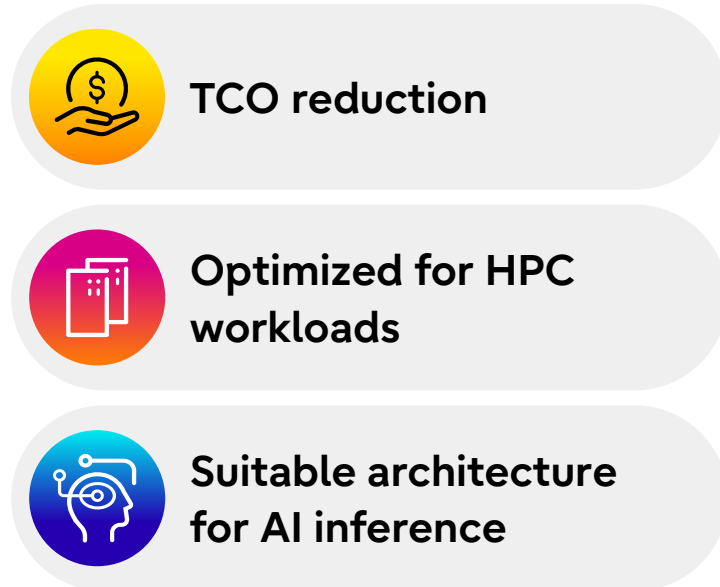 $
TCO reduction
Optimized for HPC
workloads
Suitable architecture
for AI inference